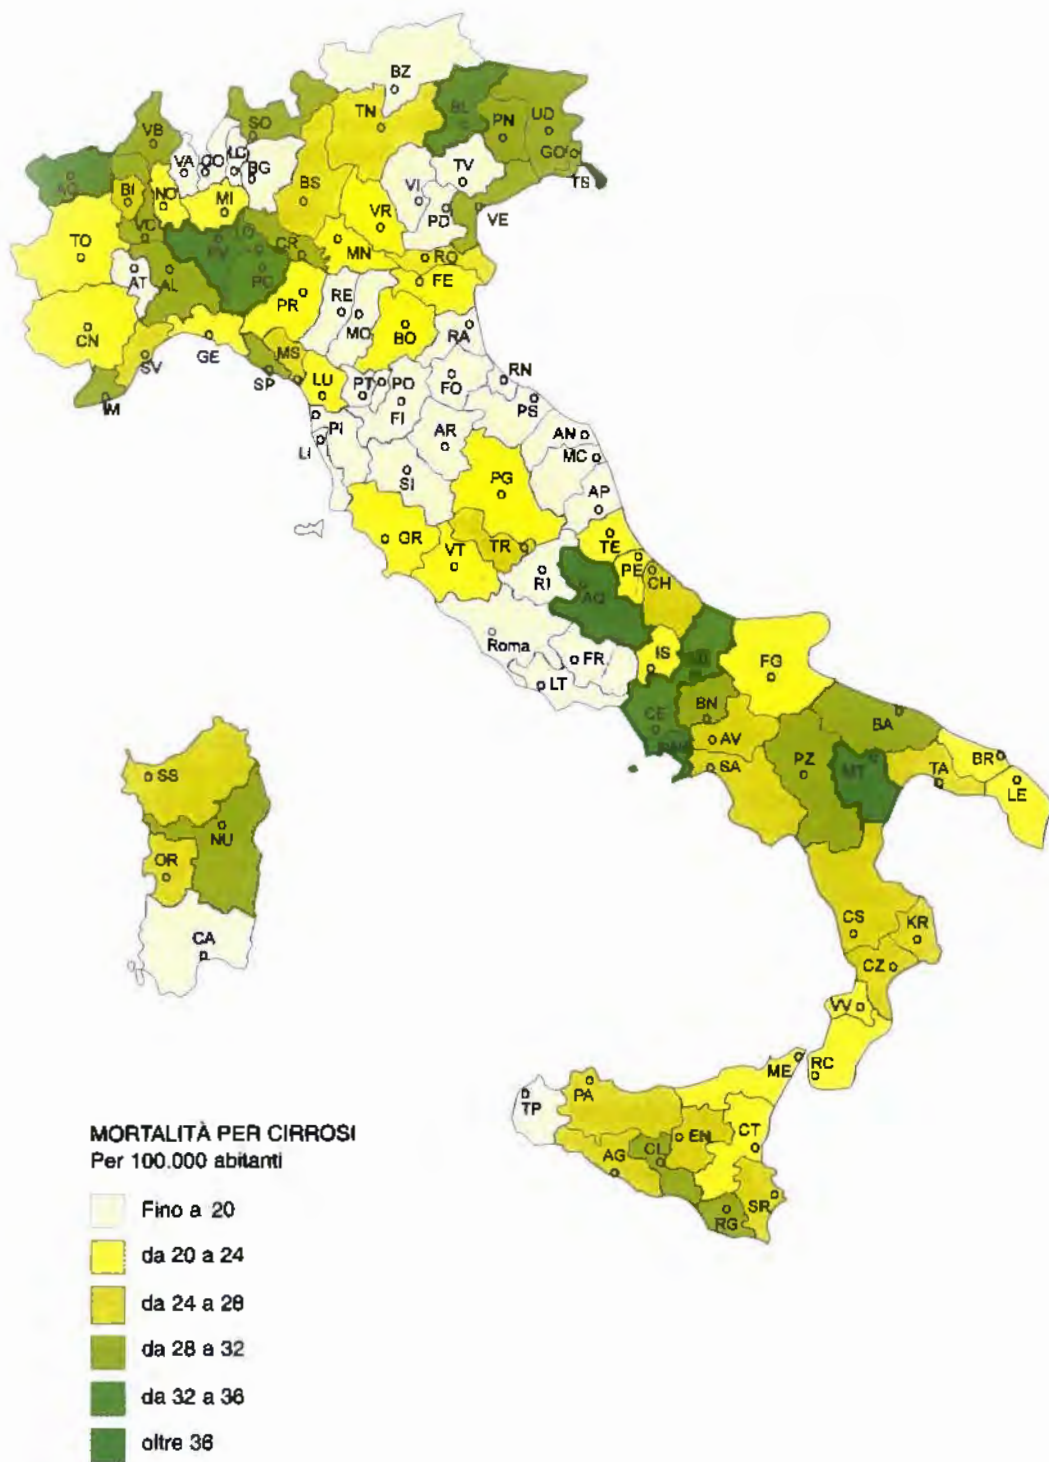 BZ
TN
BL
PN
UD
GO
TS
VB
SO
VA
CO
LC
BG
TV
VI
PD
VE
AO
BI
NO
MI
BS
VR
TO
VC
PV
LO
CR
MN
RO
AT
AL
PC
FE
PR
RE
MO
BO
RA
CN
SV
GE
SP
MS
LU
PT
PO
FI
FO
RN
PS
IM
LI
PI
AR
AN
MC
SI
PG
AP
GR
VT
TR
TE
RI
PE
CH
AQ
Roma
FR
LT
IS
FG
CE
BN
AV
SA
BA
PZ
MT
TA
BR
LE
SS
NU
OR
CA
CS
KR
CZ
VV
RC
ME
TP
PA
EN
CT
AG
CL
SR
RG
MORTALITÀ PER CIRROSI
Per 100.000 abitanti
Fino a 20
da 20 a 24
da 24 a 28
da 28 a 32
da 32 a 36
oltre 36